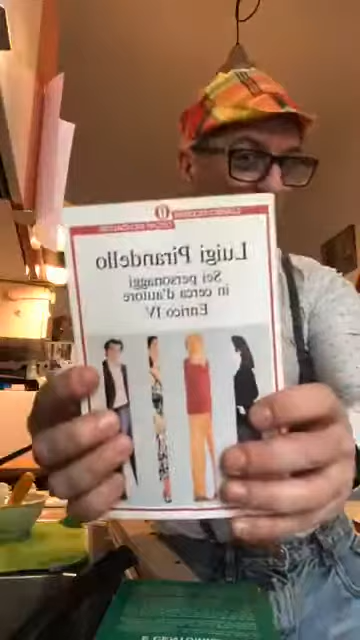 Luigi Pirandello
Sei personaggi
in cerca d'autore
Enrico IV